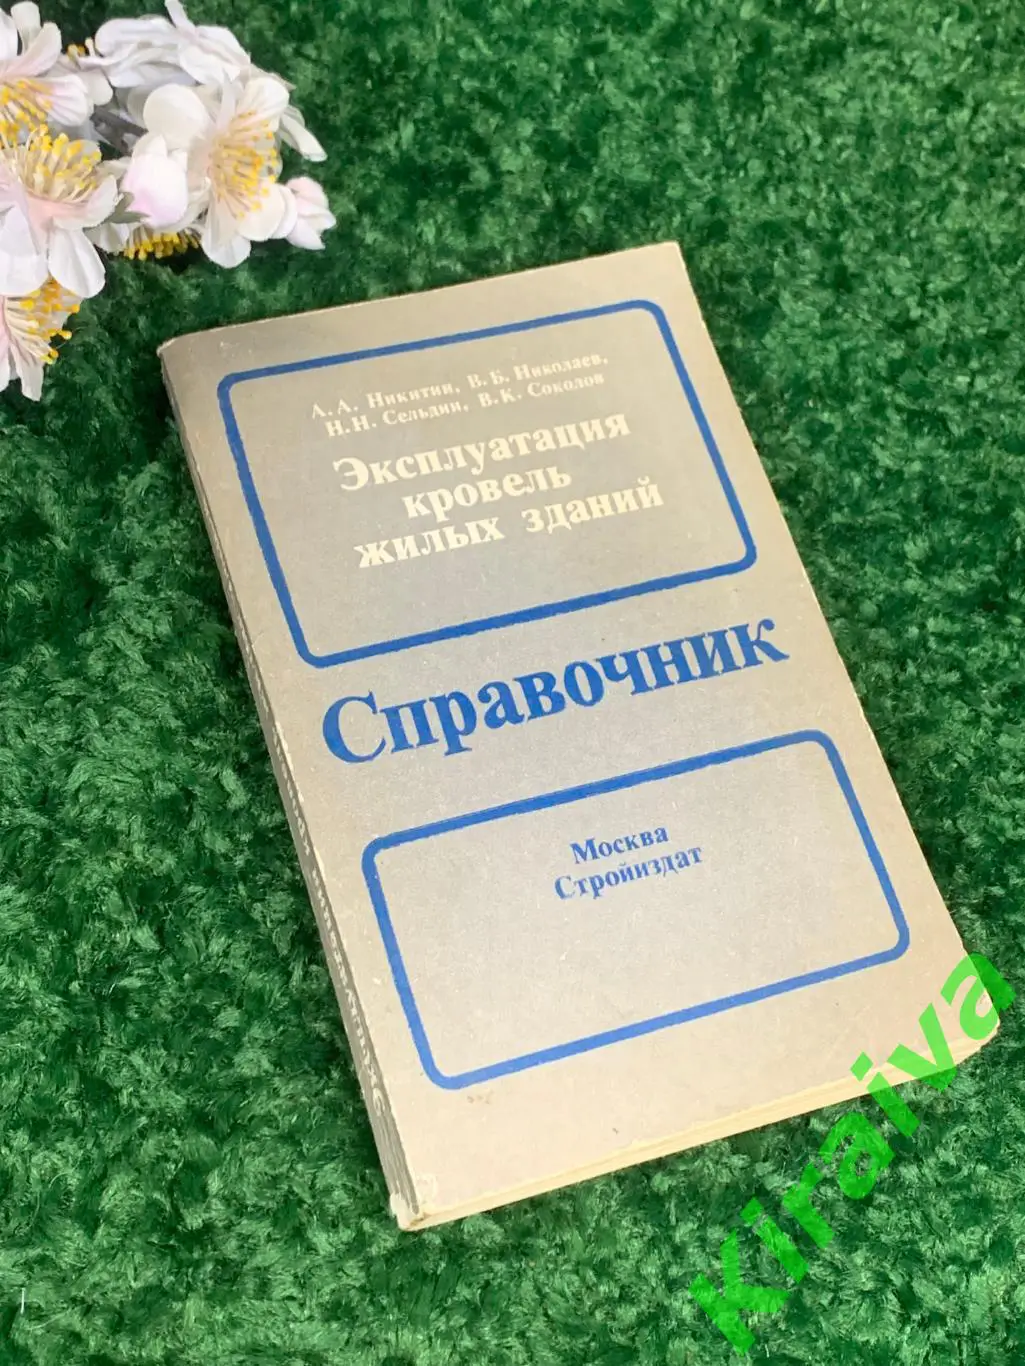 А. А. Никитин, В. Б. Николаев,
Н. Н. Сельдин, В. К. Соколов
Эксплуатация
кровель
жилых зданий
Справочник
Москва
Стройиздат
Kiraiva